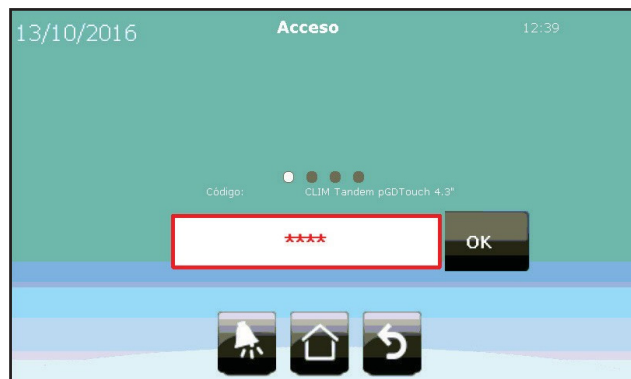 13/10/2016 Acceso 12:39
Código: CLIM Tandem pGDTouch 4.3"
**** OK